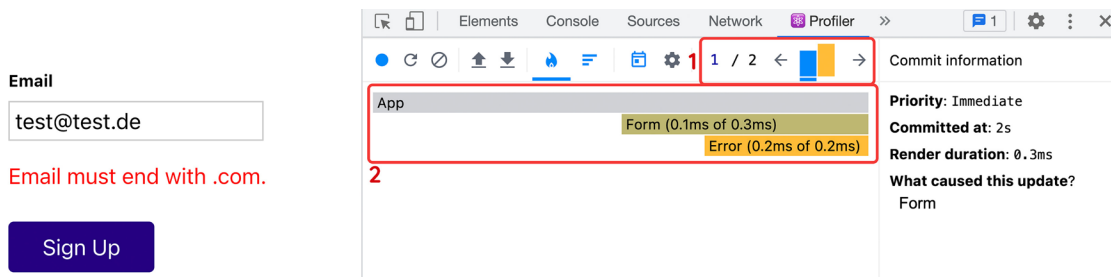 Email
test@test.de
Email must end with .com.
Sign Up
Elements Console Sources Network Profiler » 1
1 1 / 2
Commit information
App
Form (0.1ms of 0.3ms)
Error (0.2ms of 0.2ms)
2
Priority: Immediate
Committed at: 2s
Render duration: 0.3ms
What caused this update?
Form